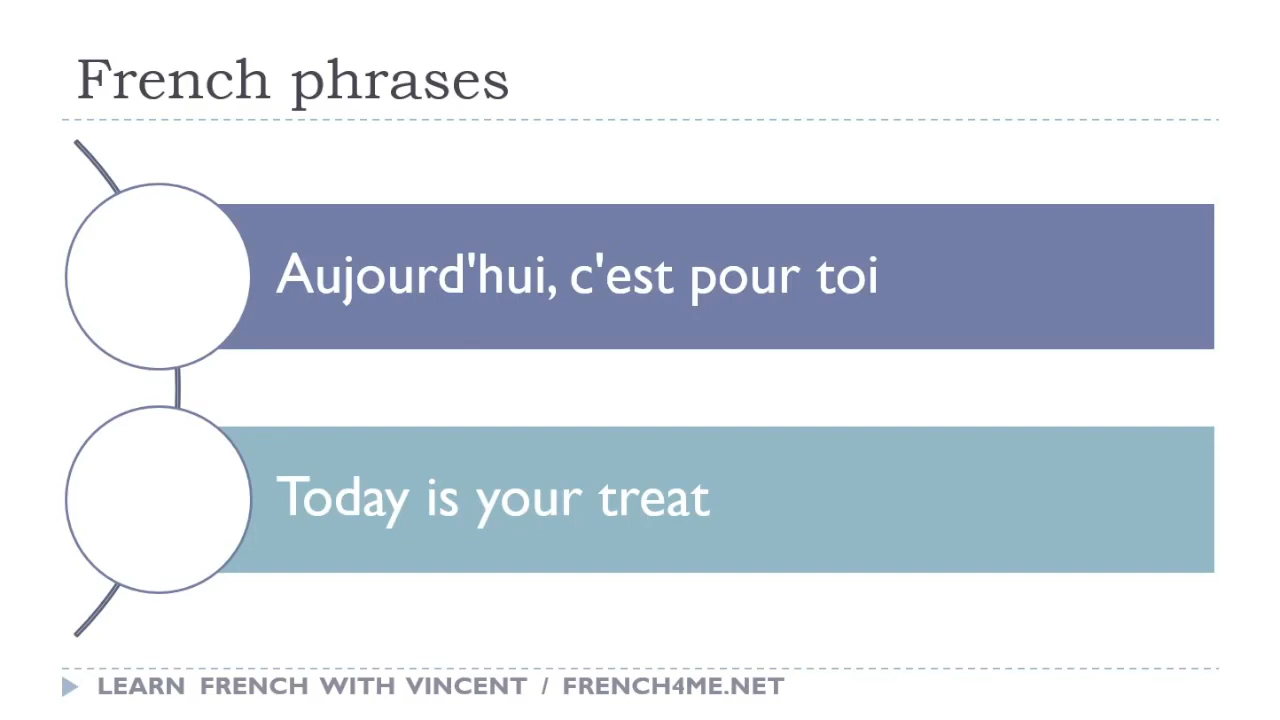 French phrases
Aujourd'hui, c'est pour toi
Today is your treat
LEARN FRENCH WITH VINCENT / FRENCH4ME.NET